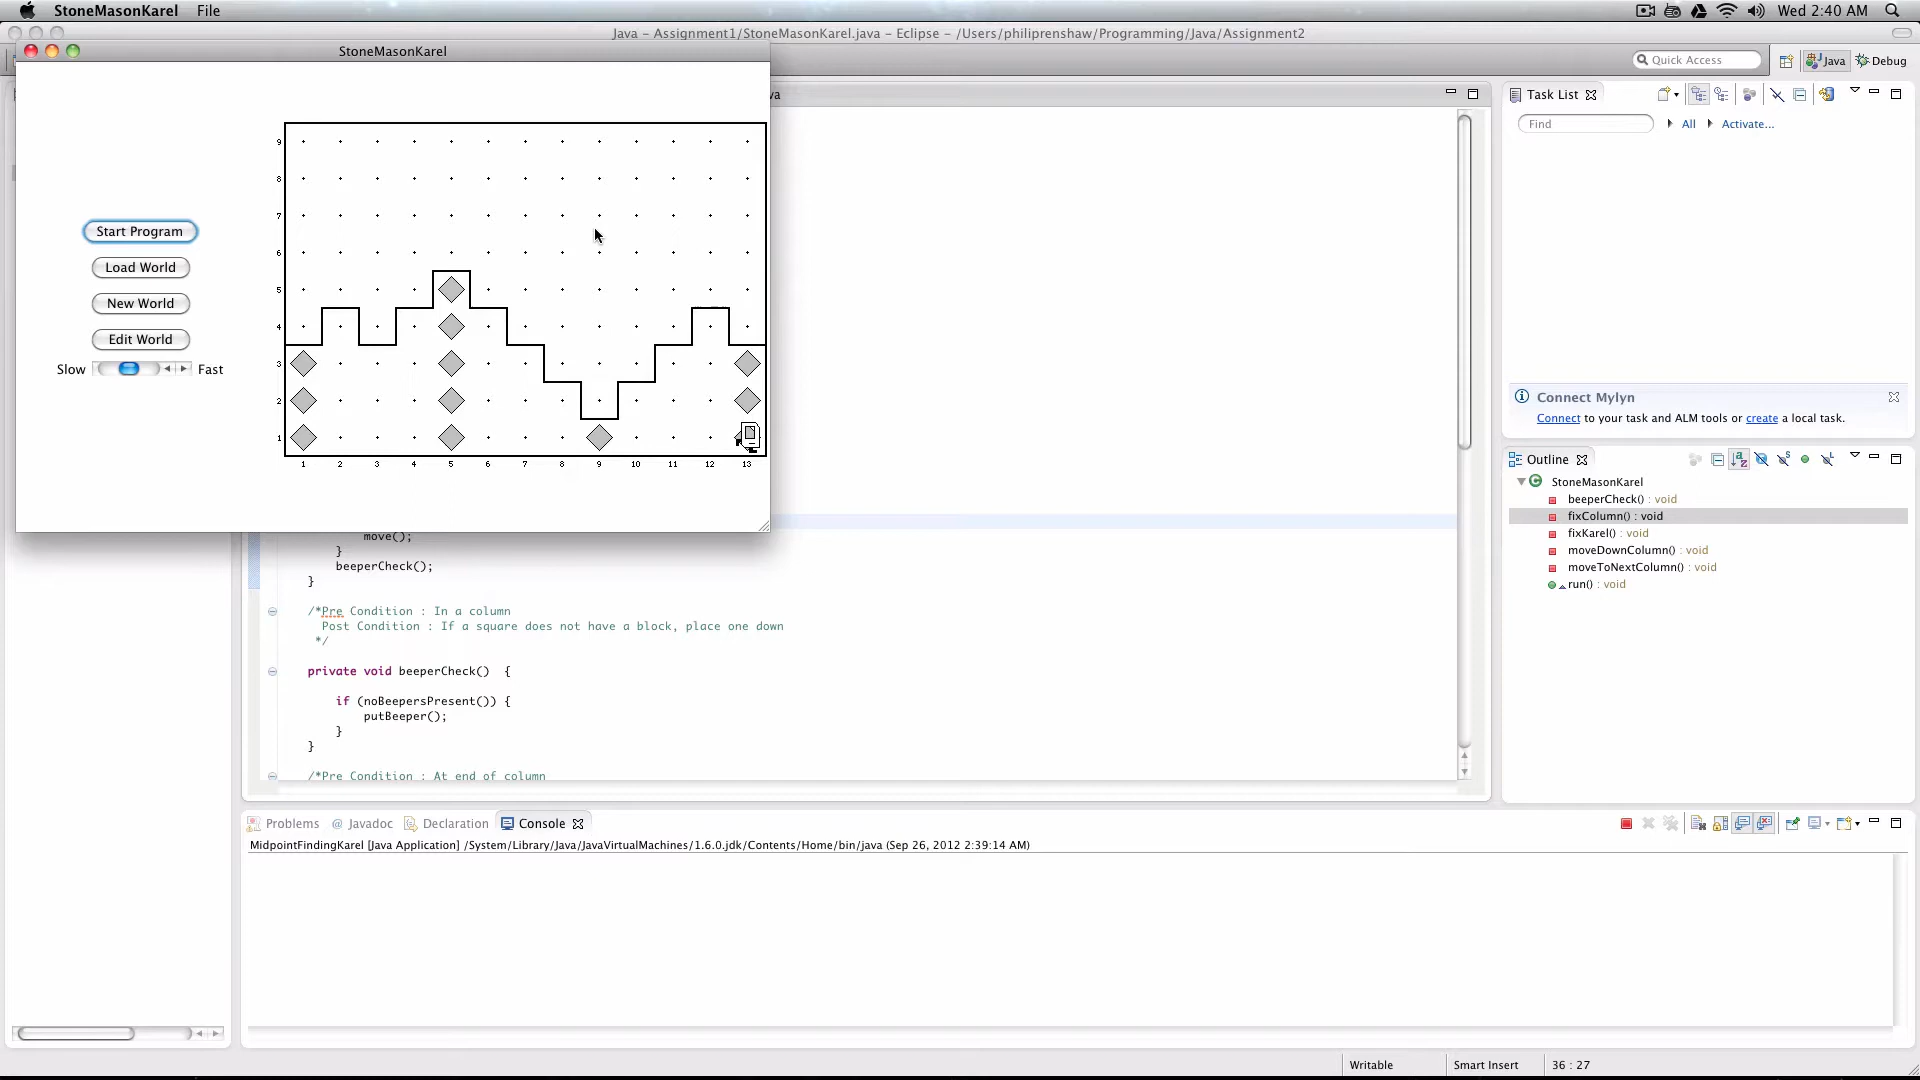 StoneMasonKarel File Wed 2:40 AM
Java – Assignment1/StoneMasonKarel.java – Eclipse – /Users/philiprenshaw/Programming/Java/Assignment2
StoneMasonKarel
Quick Access Java Debug
va
Task List
Find All Activate...
9
8
7
6
5
4
3
2
1
1 2 3 4 5 6 7 8 9 10 11 12 13
Start Program
Load World
New World
Edit World
Slow Fast
Connect Mylyn
Connect to your task and ALM tools or create a local task.
Outline
StoneMasonKarel
beeperCheck() : void
fixColumn() : void
fixKarel() : void
moveDownColumn() : void
moveToNextColumn() : void
run() : void
move();
}
beeperCheck();
}
/*Pre Condition : In a column
Post Condition : If a square does not have a block, place one down
*/
private void beeperCheck() {
if (noBeepersPresent()) {
putBeeper();
}
}
/*Pre Condition : At end of column
Problems @ Javadoc Declaration Console
MidpointFindingKarel [Java Application] /System/Library/Java/JavaVirtualMachines/1.6.0.jdk/Contents/Home/bin/java (Sep 26, 2012 2:39:14 AM)
Writable Smart Insert 36 : 27